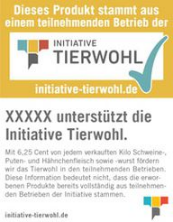 Dieses Produkt stammt aus
einem teilnehmenden Betrieb der
INITIATIVE
TIERWOHL
initiative-tierwohl.de
XXXXX unterstützt die
Initiative Tierwohl.
Mit 6,25 Cent von jedem verkauften Kilo Schweine-,
Puten- und Hähnchenfleisch sowie -wurst fördern
wir das Tierwohl in den teilnehmenden Betrieben.
Diese Information bedeutet nicht, dass die erwor-
benen Produkte bereits vollständig aus teilnehmen-
den Betrieben der Initiative stammen.
initiative-tierwohl.de